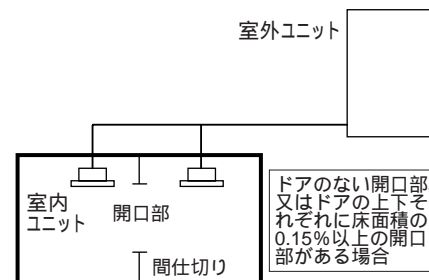 室外ユニット
室内
ユニット
開口部
間仕切り
ドアのない開口部、
又はドアの上下そ
れぞれに床面積の
0.15%以上の開口
部がある場合